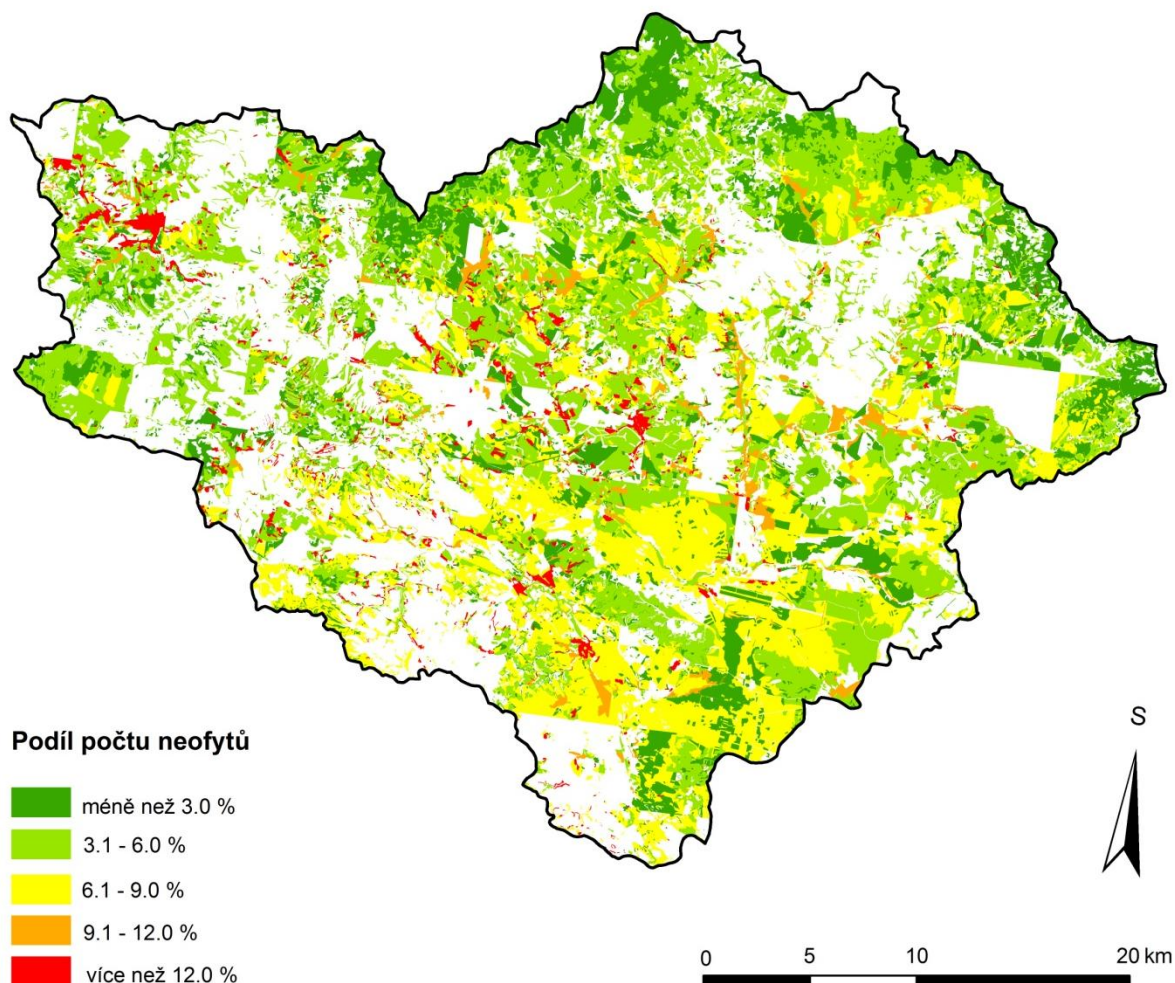 Podíl počtu neofytů
méně než 3.0 %
3.1 - 6.0 %
6.1 - 9.0 %
9.1 - 12.0 %
více než 12.0 %
S
0 5 10 20 km